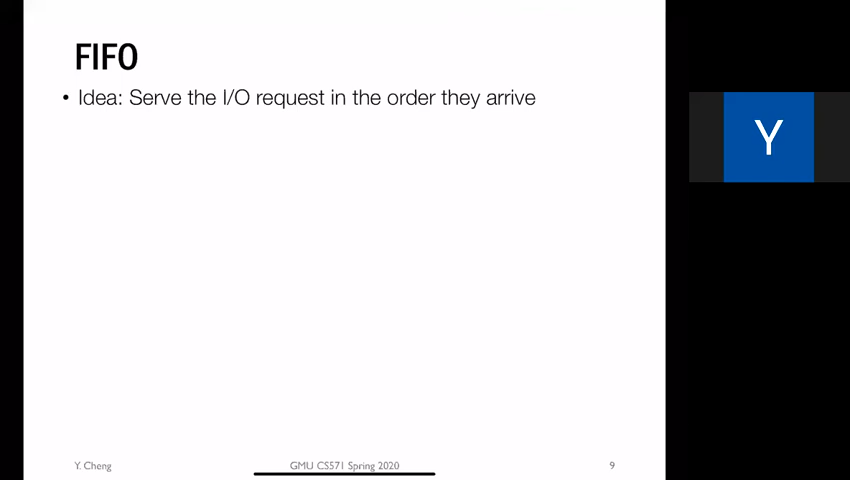 FIFO
• Idea: Serve the I/O request in the order they arrive
Y
Y. Cheng
GMU CS571 Spring 2020
9